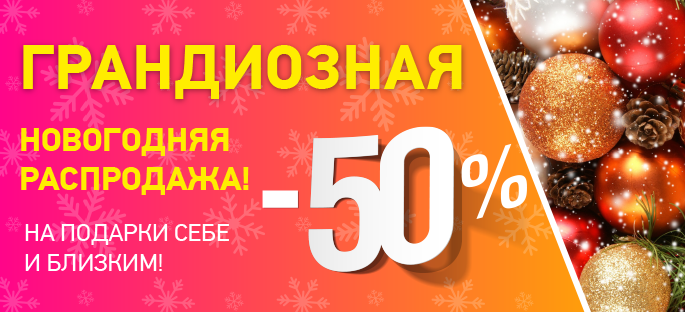 ГРАНДИОЗНАЯ
НОВОГОДНЯЯ
РАСПРОДАЖА!
-50%
НА ПОДАРКИ СЕБЕ
И БЛИЗКИМ!